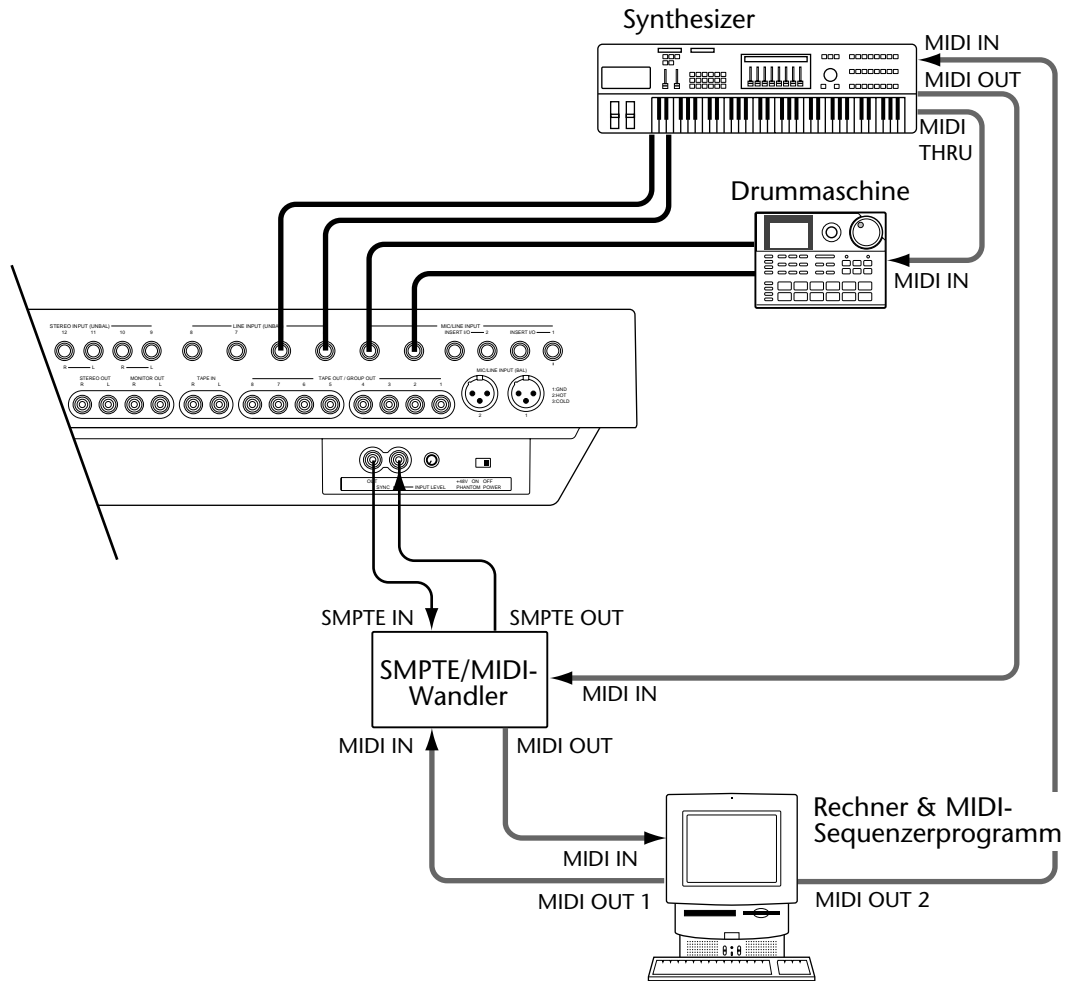 Synthesizer
MIDI IN
MIDI OUT
MIDI
THRU
Drummaschine
MIDI IN
STEREO INPUT (UNBAL)
LINE INPUT (UNBAL
MIC/LINE INPUT
12 11 10 9 8 7 INSERT I/O 2 INSERT I/O 1
R L R L
MIC/LINE INPUT (BAL)
STEREO OUT MONITOR OUT TAPE IN TAPE OUT / GROUP OUT
R L R L R L 8 7 6 5 4 3 2 1
1:GND
2:HOT
3:COLD
2 1
OUT
SYNC INPUT LEVEL
+48V ON OFF
PHANTOM POWER
SMPTE IN
SMPTE OUT
SMPTE/MIDI-
Wandler
MIDI IN
MIDI IN
MIDI OUT
Rechner & MIDI-
Sequenzerprogramm
MIDI IN
MIDI OUT 1
MIDI OUT 2